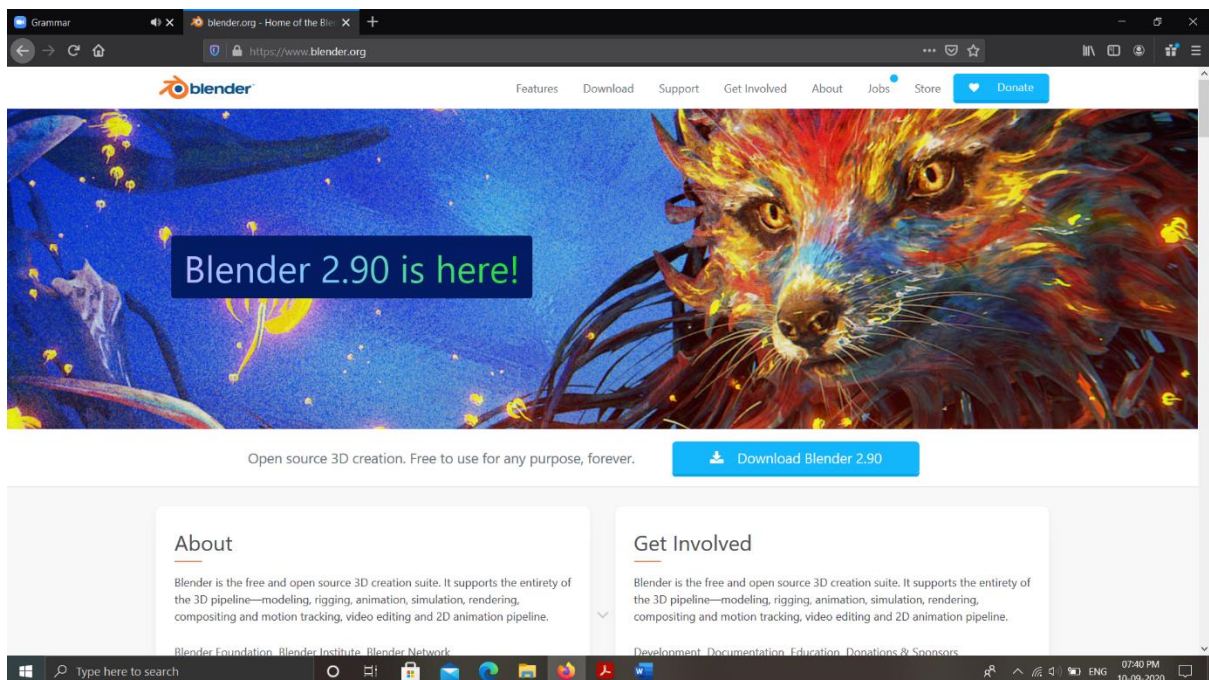 Grammar
blender.org - Home of the Ble
https://www.blender.org
blender
Features Download Support Get Involved About Jobs Store Donate
Blender 2.90 is here!
Open source 3D creation. Free to use for any purpose, forever.
Download Blender 2.90
About
Blender is the free and open source 3D creation suite. It supports the entirety of
the 3D pipeline—modeling, rigging, animation, simulation, rendering,
compositing and motion tracking, video editing and 2D animation pipeline.
Blender Foundation Blender Institute Blender Network
Get Involved
Blender is the free and open source 3D creation suite. It supports the entirety of
the 3D pipeline—modeling, rigging, animation, simulation, rendering,
compositing and motion tracking, video editing and 2D animation pipeline.
Development Documentation Education Donations & Sponsors
Type here to search
ENG
07:40 PM
10-09-2020